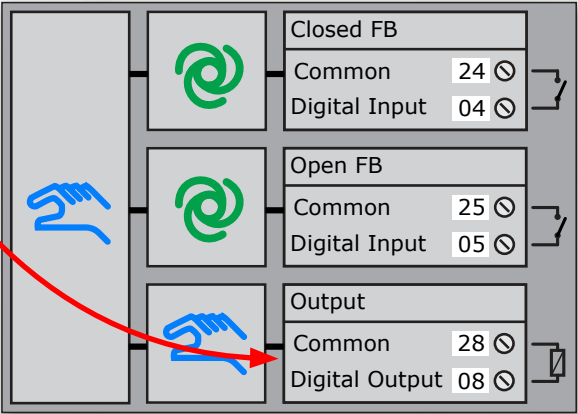 Closed FB
Common 24
Digital Input 04
Open FB
Common 25
Digital Input 05
Output
Common 28
Digital Output 08